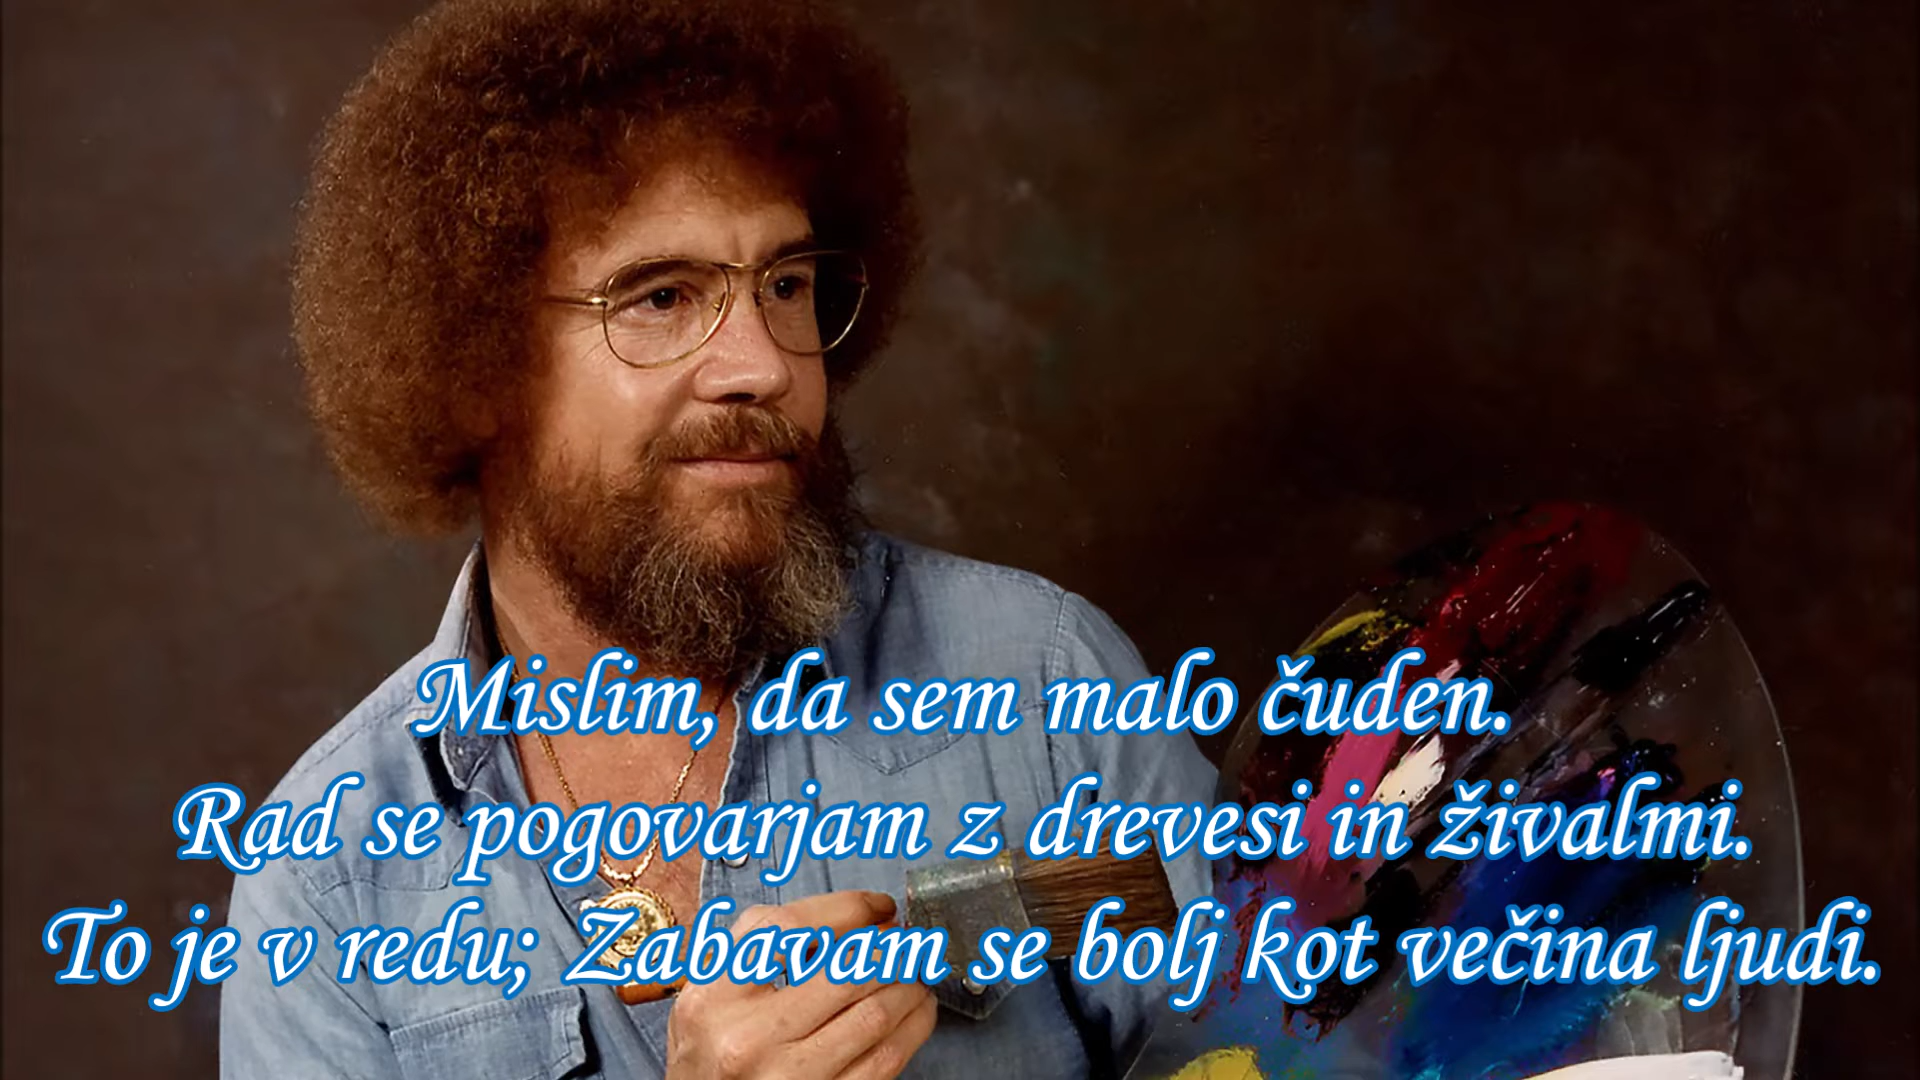 Mislim, da sem malo čuden.
Rad se pogovarjam z drevesi in živalmi.
To je v redu; Zabavam se bolj kot večina ljudi.